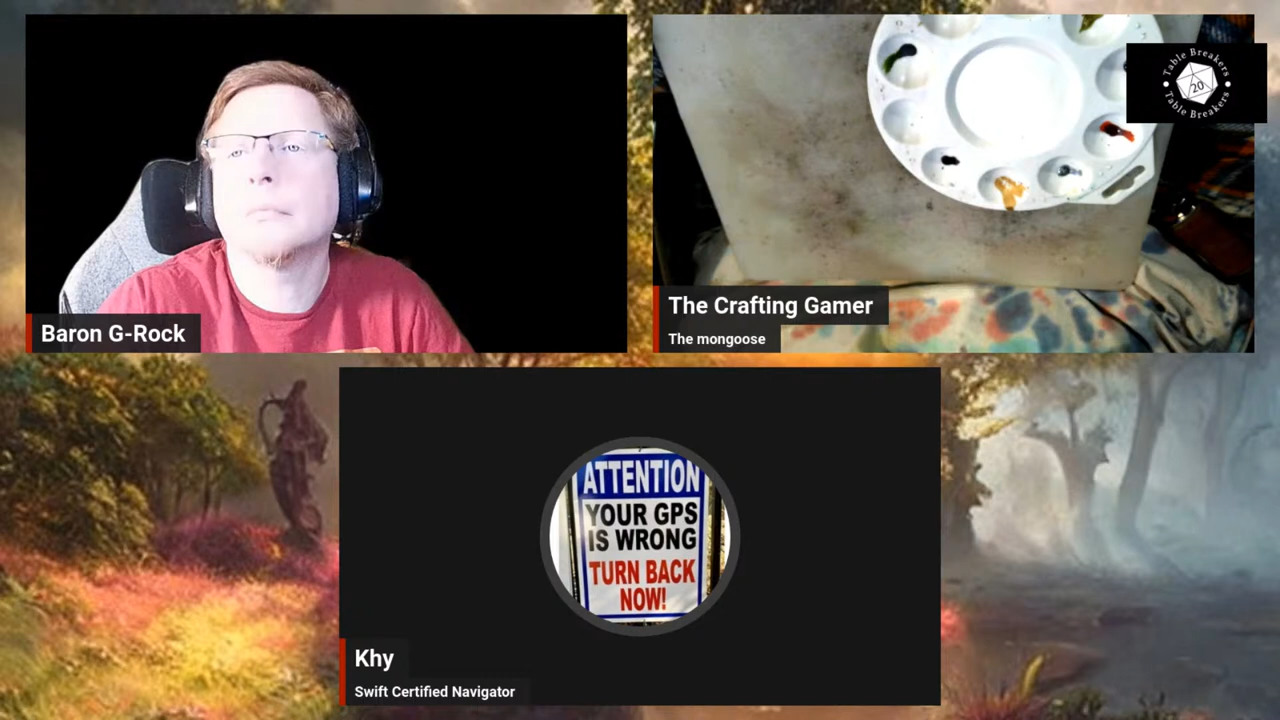 Table Breakers
20
Table Breakers
Baron G-Rock
The Crafting Gamer
The mongoose
ATTENTION
YOUR GPS
IS WRONG
TURN BACK
NOW!
Khy
Swift Certified Navigator